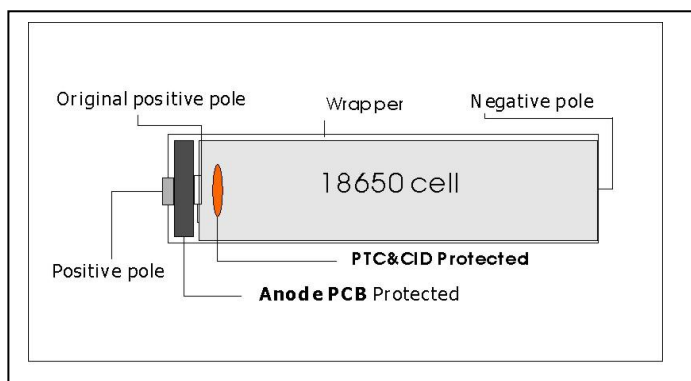 Original positive pole
Wrapper
Negative pole
18650 cell
PTC&CID Protected
Positive pole
Anode PCB Protected